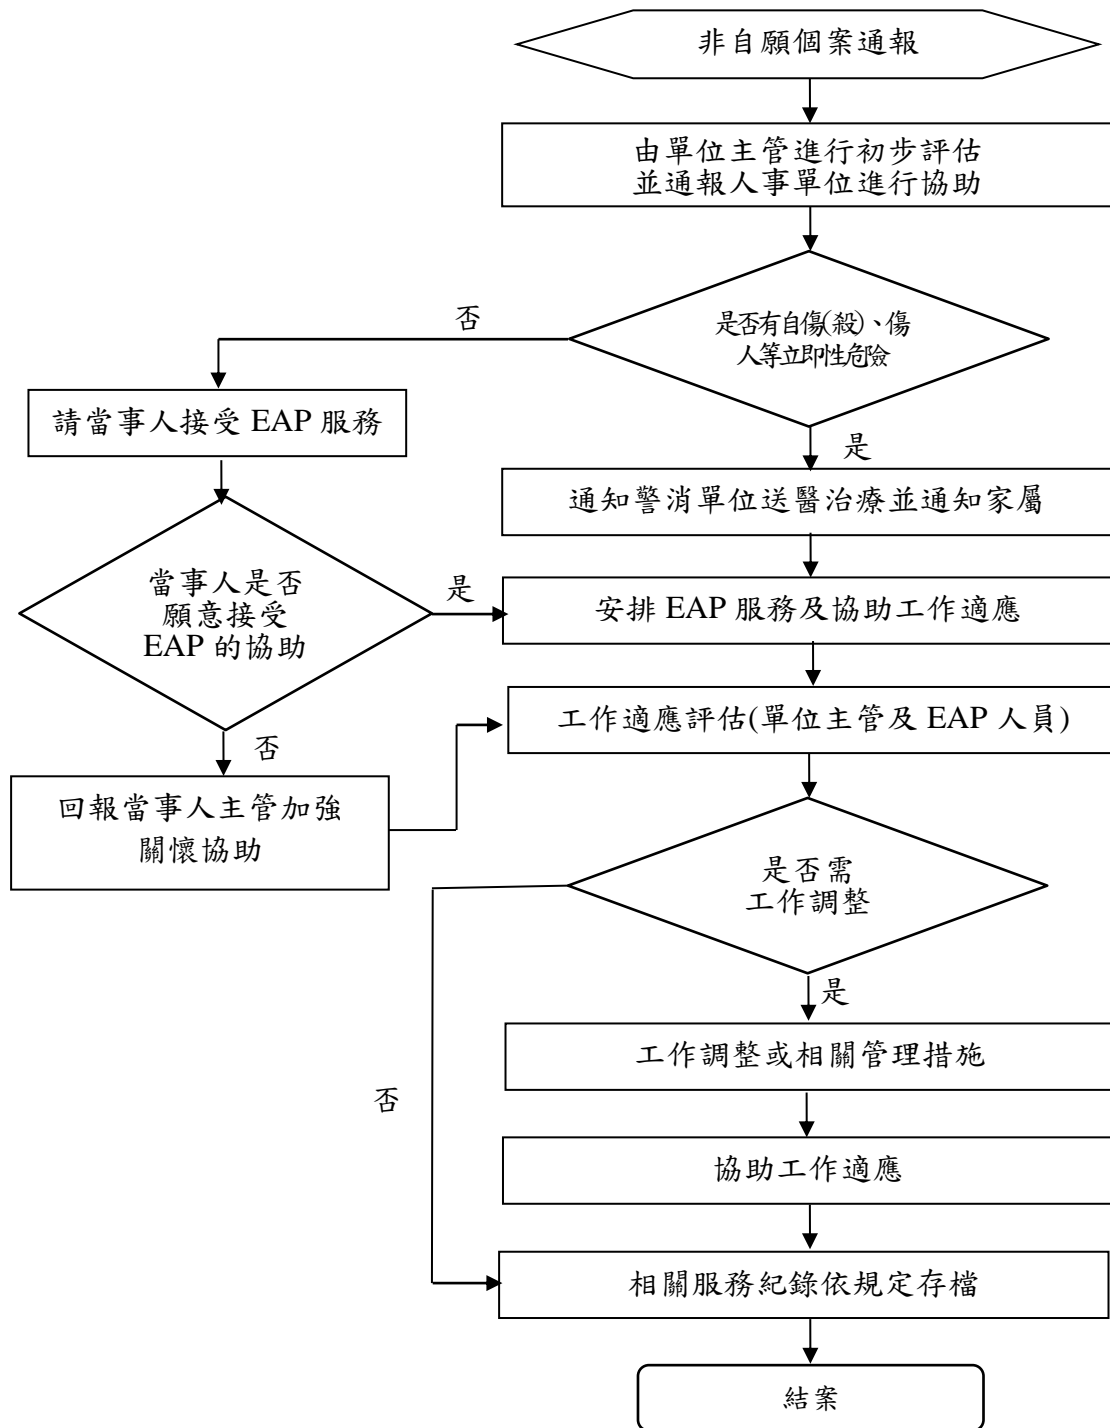 非自願個案通報
由單位主管進行初步評估
並通報人事單位進行協助
是否有自傷(殺)、傷
人等立即性危險
否
是
請當事人接受 EAP 服務
通知警消單位送醫治療並通知家屬
當事人是否
願意接受
EAP 的協助
是
安排 EAP 服務及協助工作適應
工作適應評估(單位主管及 EAP 人員)
否
回報當事人主管加強
關懷協助
是否需
工作調整
是
工作調整或相關管理措施
否
協助工作適應
相關服務紀錄依規定存檔
結案